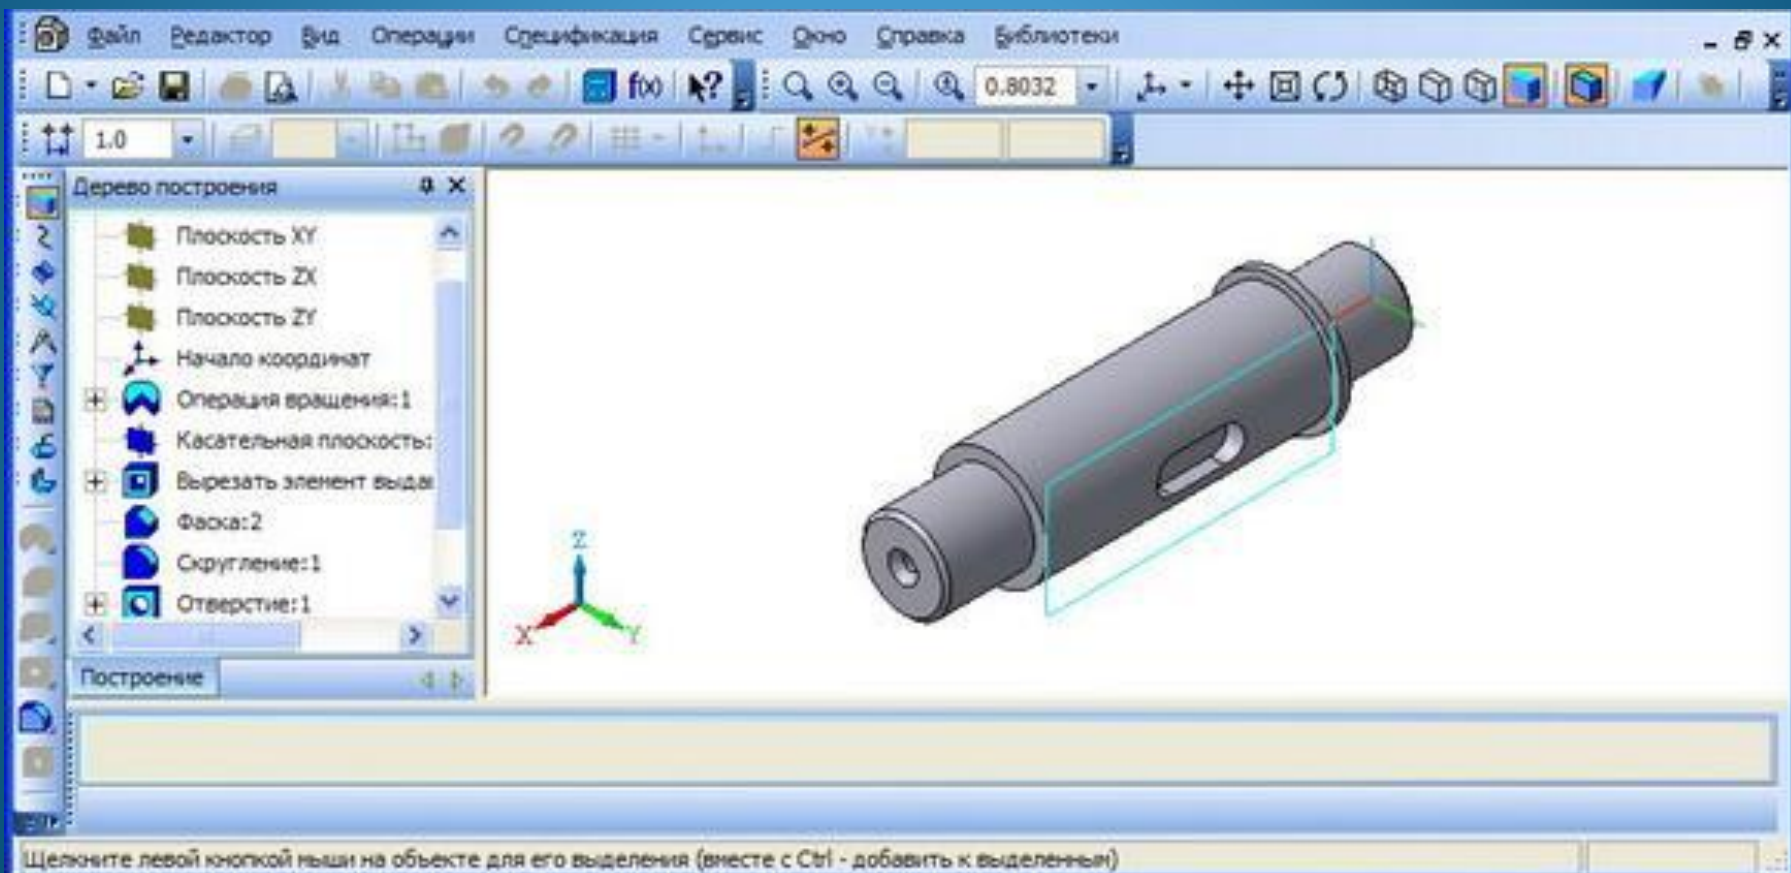 Файл Редактор Вид Операции Спецификация Сервис Окно Справка Библиотеки
f(x) 0.8032
1.0
Дерево построения
Плоскость XY
Плоскость ZX
Плоскость ZY
Начало координат
Операция вращения:1
Касательная плоскость:
Вырезать элемент выдав
Фаска:2
Скругление:1
Отверстие:1
Построение
Z
X
Y
Щелкните левой кнопкой мыши на объекте для его выделения (вместе с Ctrl - добавить к выделенным)